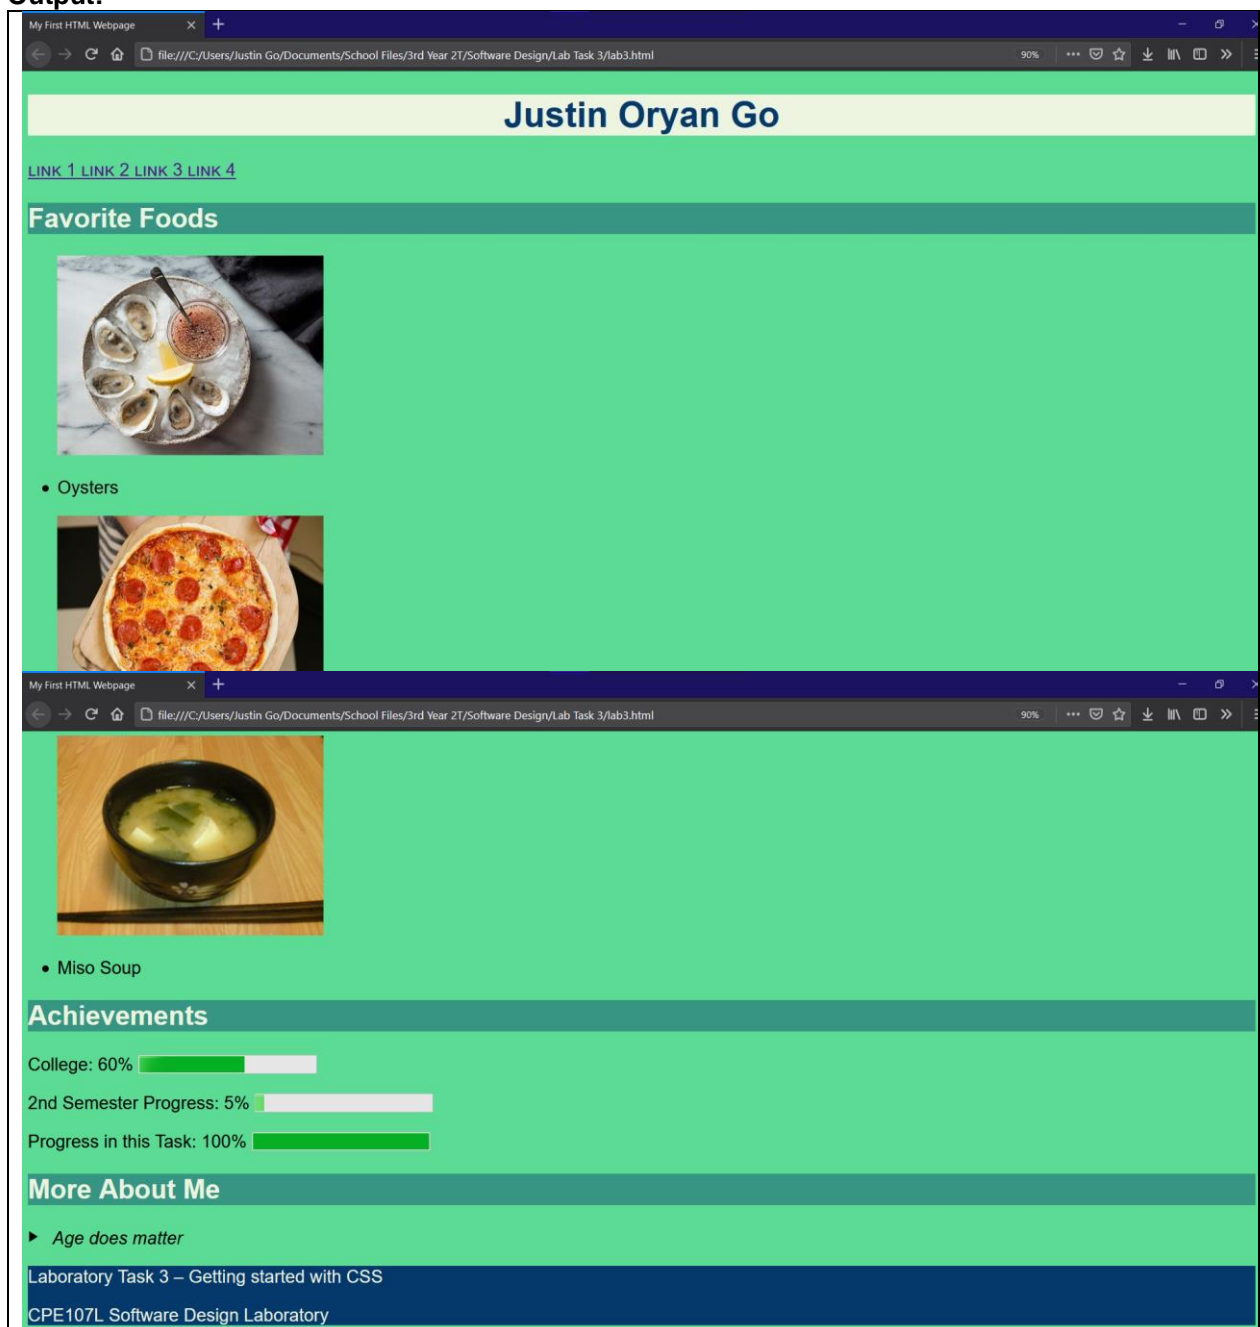 Output:
My First HTML Webpage
file:///C:/Users/Justin Go/Documents/School Files/3rd Year 2T/Software Design/Lab Task 3/lab3.html
90%
Justin Oryan Go
LINK 1 LINK 2 LINK 3 LINK 4
Favorite Foods
• Oysters
My First HTML Webpage
file:///C:/Users/Justin Go/Documents/School Files/3rd Year 2T/Software Design/Lab Task 3/lab3.html
90%
• Miso Soup
Achievements
College: 60%
2nd Semester Progress: 5%
Progress in this Task: 100%
More About Me
Age does matter
Laboratory Task 3 – Getting started with CSS
CPE107L Software Design Laboratory